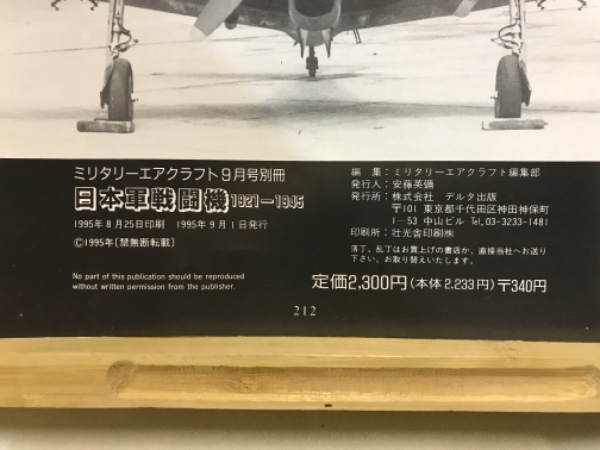 ミリタリーエアクラフト9月号別冊
日本軍戦闘機1921−1945
1995年8月25日印刷 1995年9月1日発行
©1995年〔禁無断転載〕
No part of this publication should be reproduced
without written permission from the publisher.
編 集：ミリタリーエアクラフト編集部
発行人：安藤英彌
発行所：株式会社 デルタ出版
〒101 東京都千代田区神田神保町
1−53 中山ビル Tel,03-3233-1481
印刷所：壮光舎印刷㈱
落丁、乱丁はお買上げの書店か、直接当社へお送り
下さい。お取り替えいたします。
定価2,300円（本体2,233円）〒340円
212